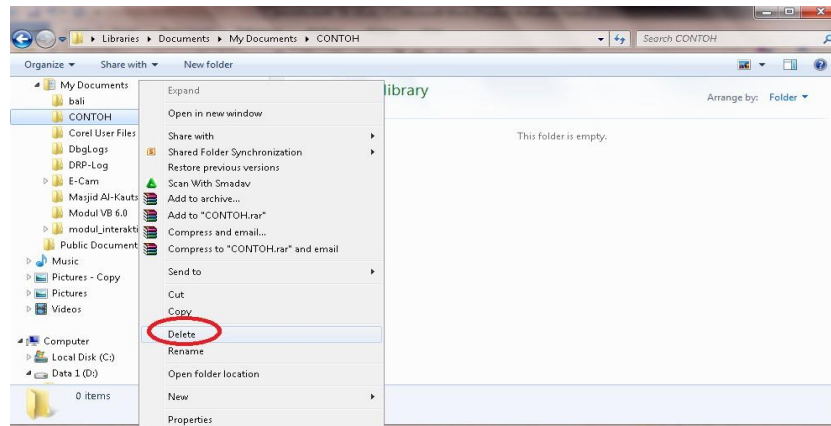 Libraries ▸ Documents ▸ My Documents ▸ CONTOH
Search CONTOH
Organize Share with New folder
My Documents
bali
CONTOH
Corel User Files
DbgLogs
DRP-Log
E-Cam
Masjid Al-Kauts
Modul VB 6.0
modul_interakti
Public Document
Music
Pictures - Copy
Pictures
Videos
Computer
Local Disk (C:)
Data 1 (D:)
0 items
Expand
Open in new window
Share with
Shared Folder Synchronization
Restore previous versions
Scan With Smadav
Add to archive...
Add to "CONTOH.rar"
Compress and email...
Compress to "CONTOH.rar" and email
Send to
Cut
Copy
Delete
Rename
Open folder location
New
Properties
library
Arrange by: Folder
This folder is empty.